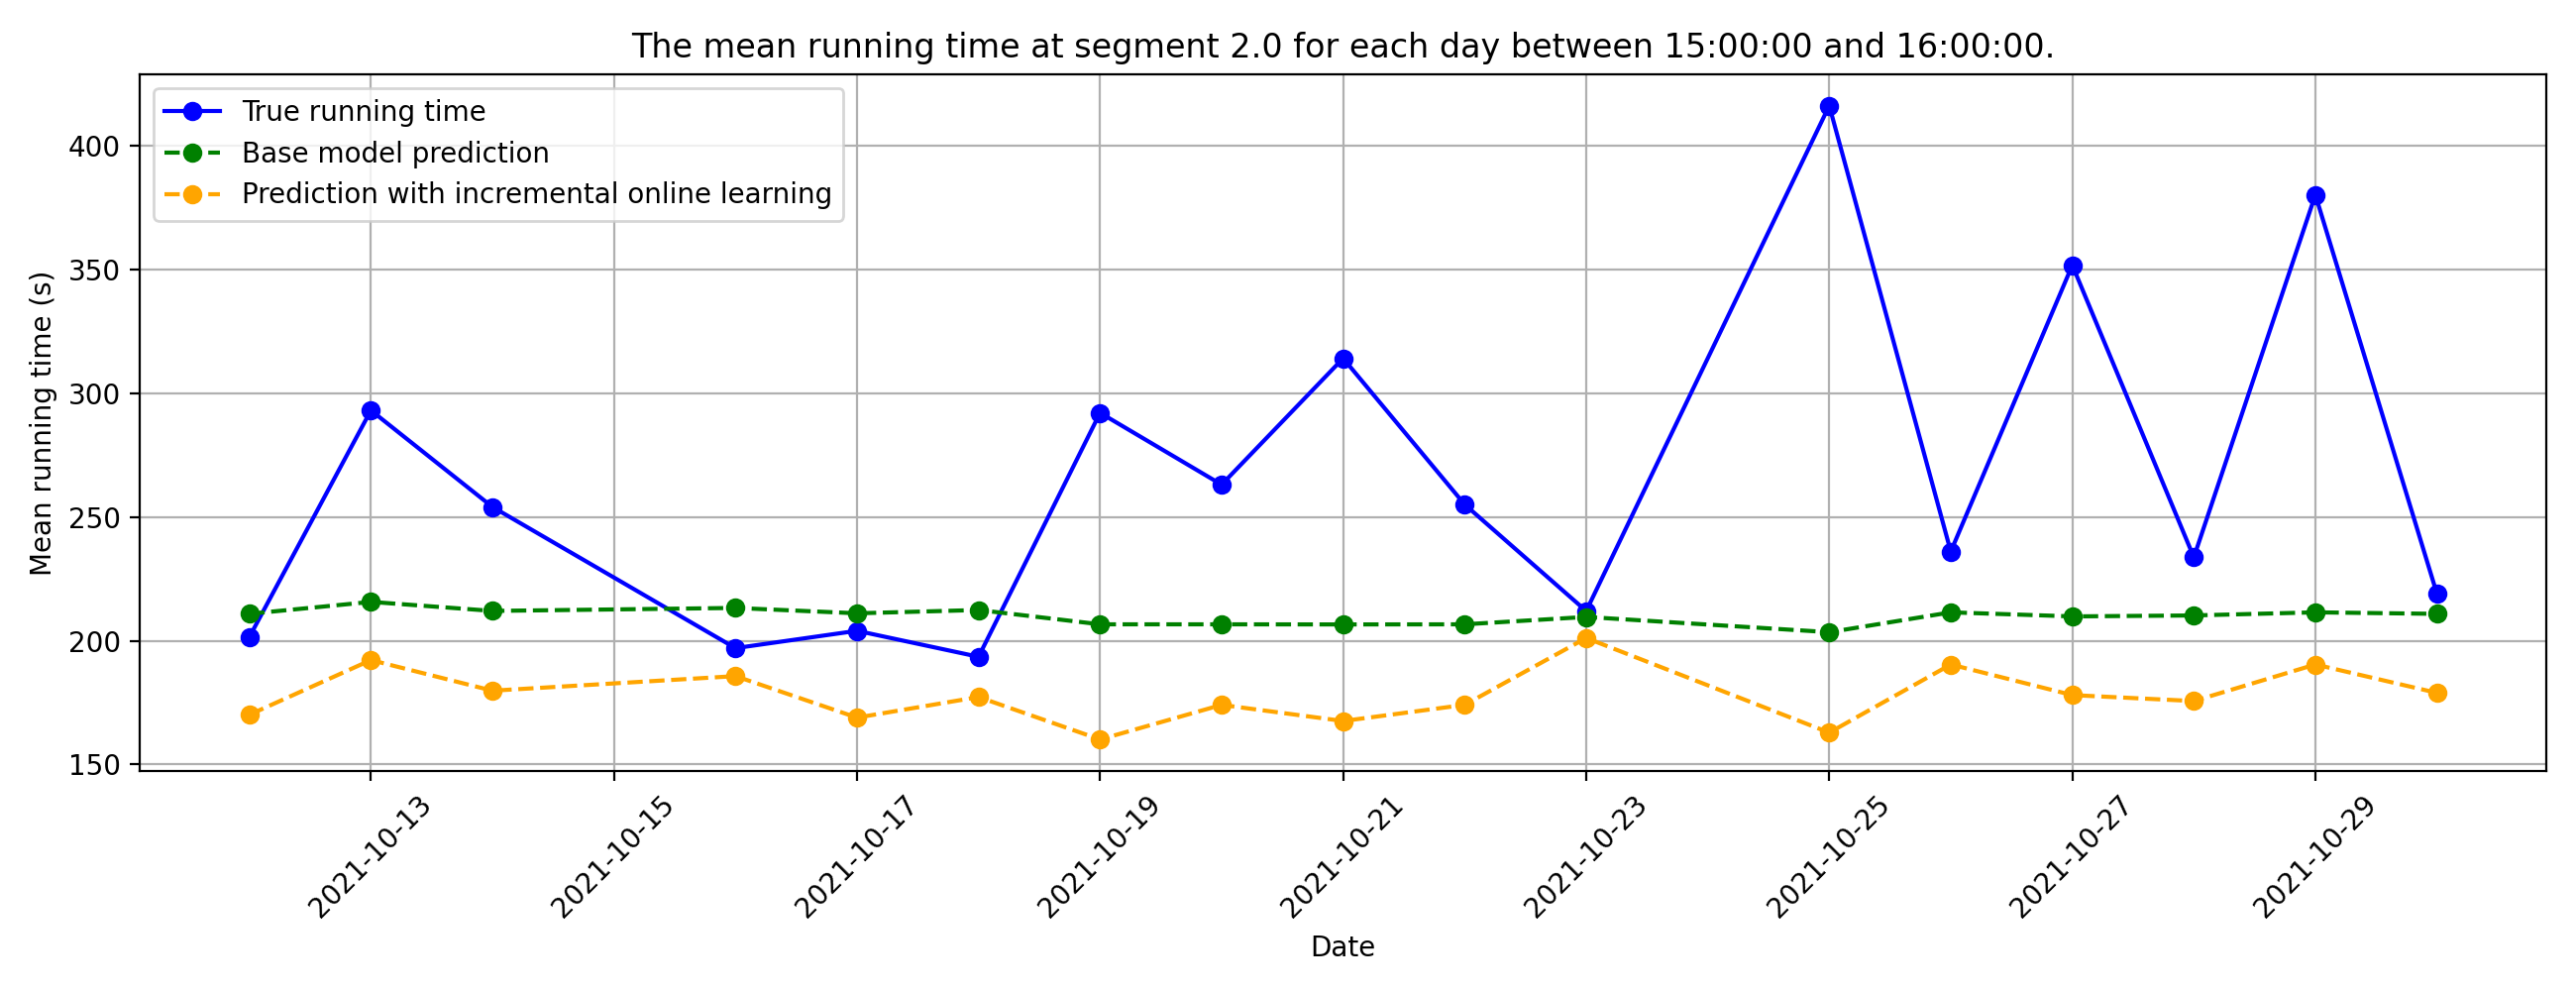 The mean running time at segment 2.0 for each day between 15:00:00 and 16:00:00.
True running time
Base model prediction
Prediction with incremental online learning
Mean running time (s)
400
350
300
250
200
150
2021-10-13
2021-10-15
2021-10-17
2021-10-19
2021-10-21
2021-10-23
2021-10-25
2021-10-27
2021-10-29
Date